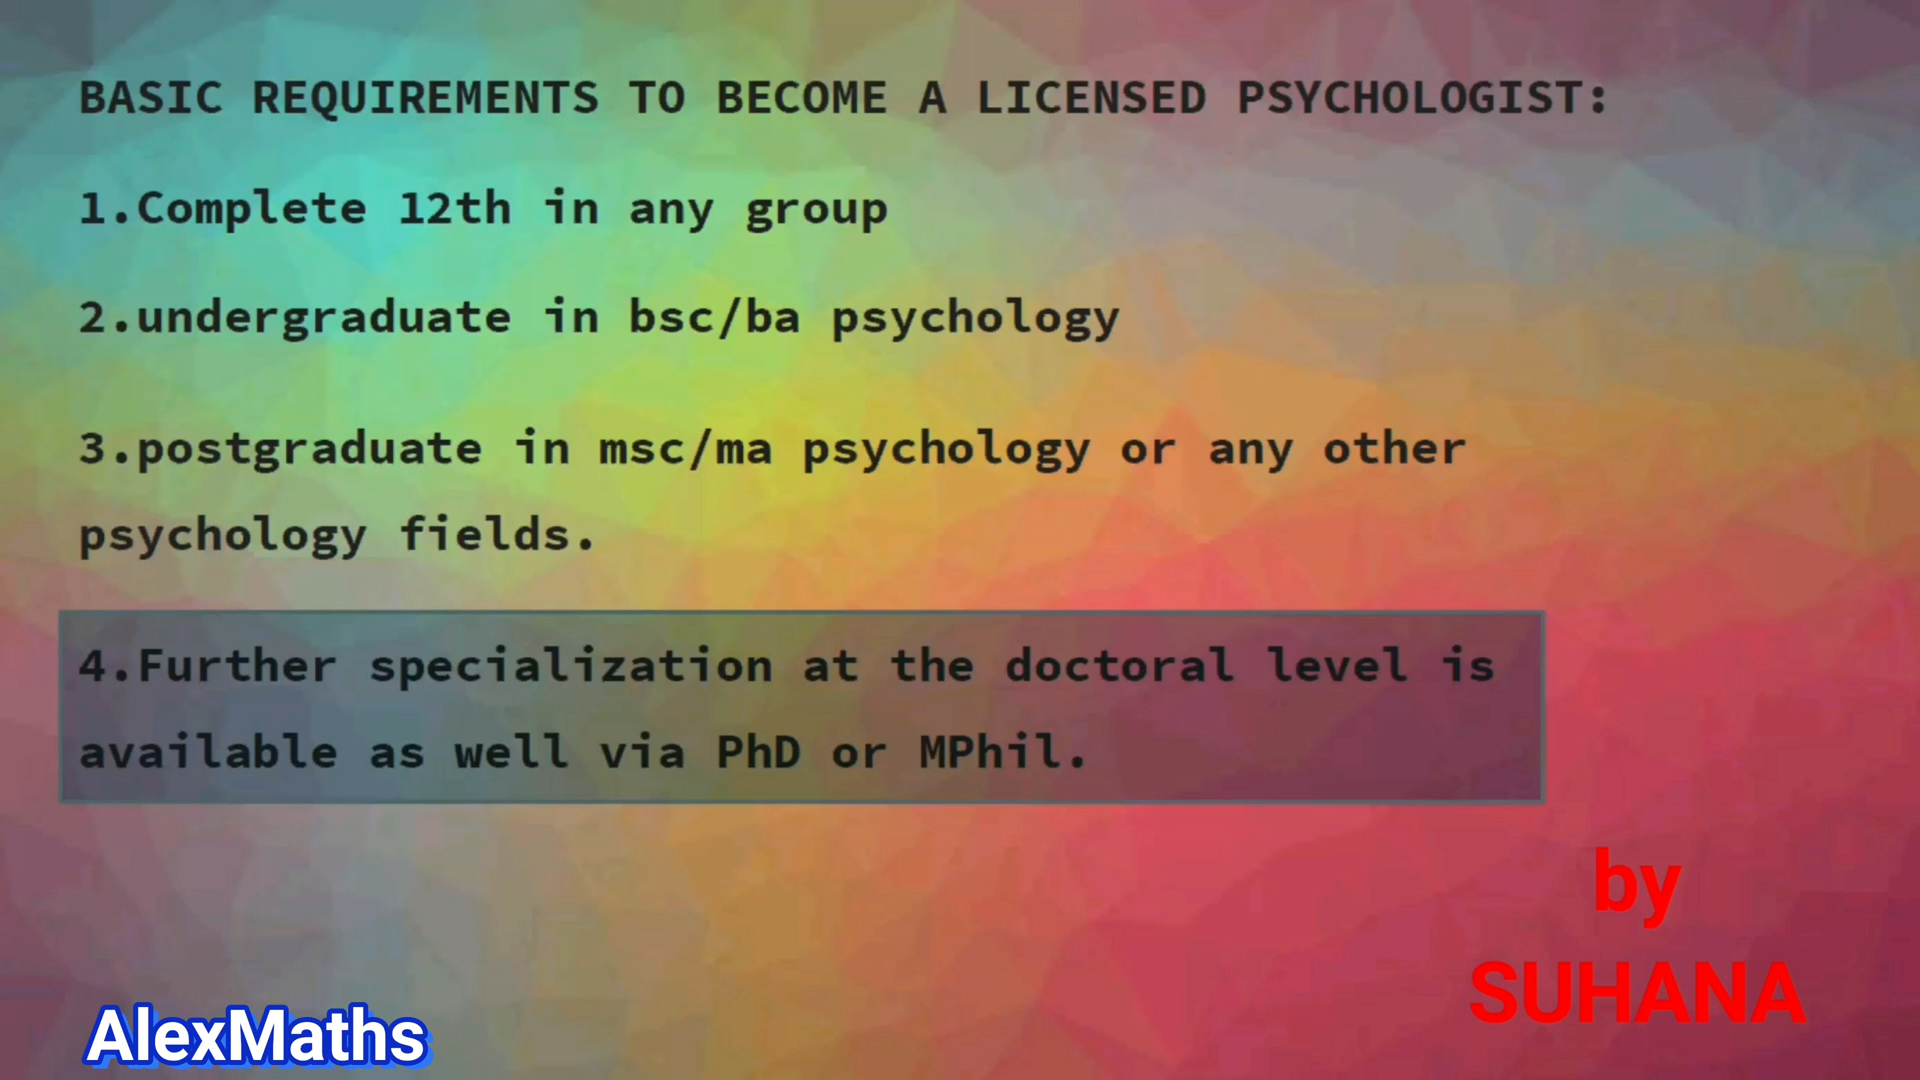 BASIC REQUIREMENTS TO BECOME A LICENSED PSYCHOLOGIST:
1.Complete 12th in any group
2.undergraduate in bsc/ba psychology
3.postgraduate in msc/ma psychology or any other
psychology fields.
4.Further specialization at the doctoral level is
available as well via PhD or MPhil.
by
SUHANA
AlexMaths